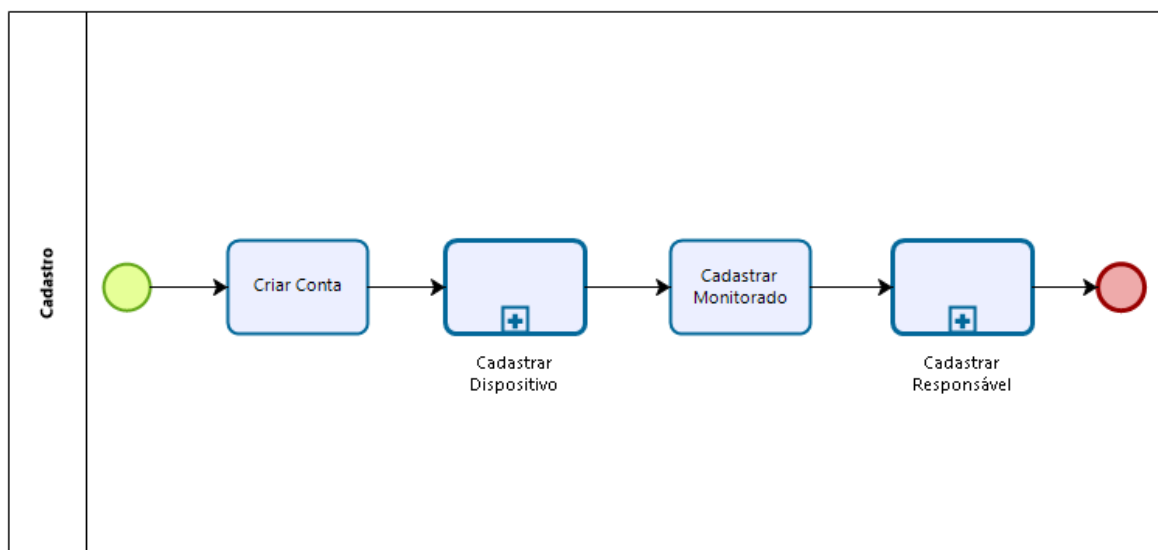 Cadastro
Criar Conta
Cadastrar
Dispositivo
Cadastrar
Monitorado
Cadastrar
Responsável